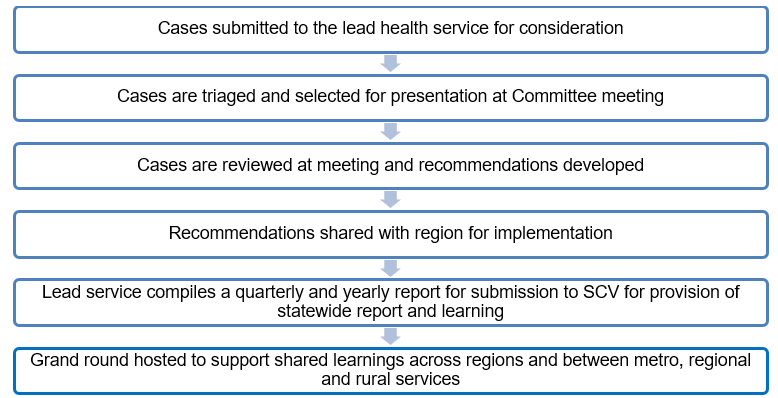 Cases submitted to the lead health service for consideration
Cases are triaged and selected for presentation at Committee meeting
Cases are reviewed at meeting and recommendations developed
Recommendations shared with region for implementation
Lead service compiles a quarterly and yearly report for submission to SCV for provision of
statewide report and learning
Grand round hosted to support shared learnings across regions and between metro, regional
and rural services